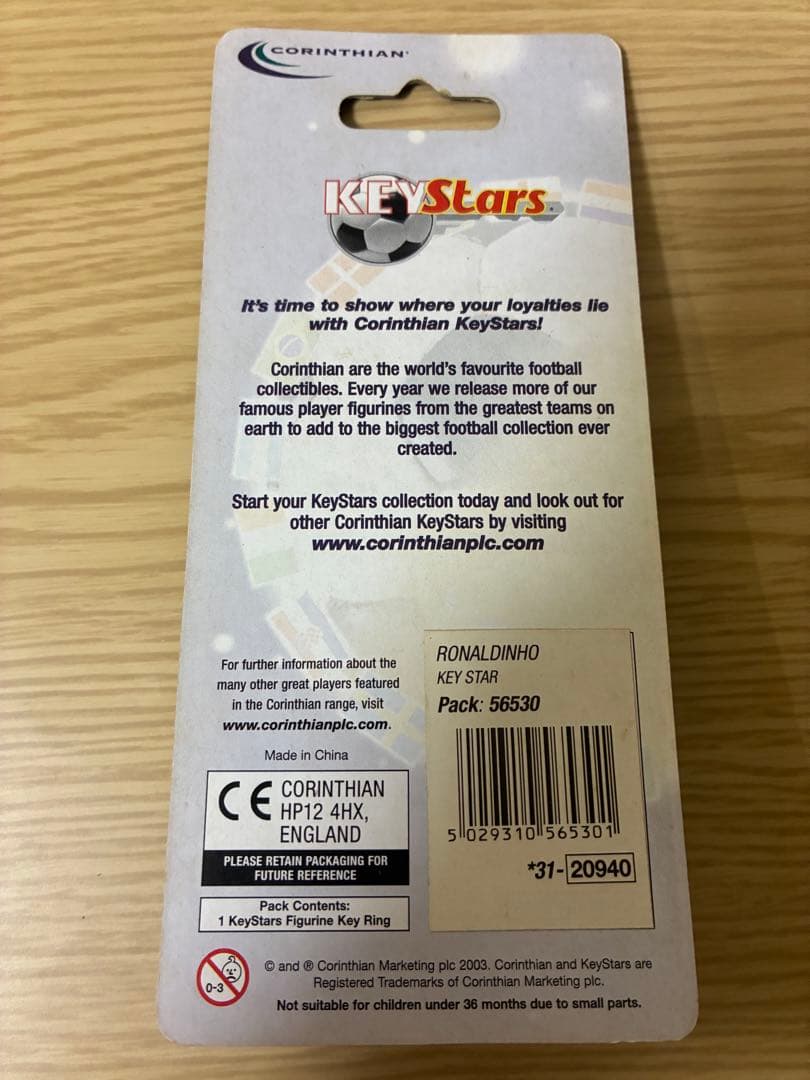 CORINTHIAN
KEYStars
It's time to show where your loyalties lie
with Corinthian KeyStars!
Corinthian are the world's favourite football
collectibles. Every year we release more of our
famous player figurines from the greatest teams on
earth to add to the biggest football collection ever
created.
Start your KeyStars collection today and look out for
other Corinthian KeyStars by visiting
www.corinthianplc.com
For further information about the
many other great players featured
in the Corinthian range, visit
www.corinthianplc.com.
Made in China
CE CORINTHIAN
HP12 4HX,
ENGLAND
PLEASE RETAIN PACKAGING FOR
FUTURE REFERENCE
Pack Contents:
1 KeyStars Figurine Key Ring
RONALDINHO
KEY STAR
Pack: 56530
5 029310 565301
*31-20940
0-3
© and ® Corinthian Marketing plc 2003. Corinthian and KeyStars are
Registered Trademarks of Corinthian Marketing plc.
Not suitable for children under 36 months due to small parts.